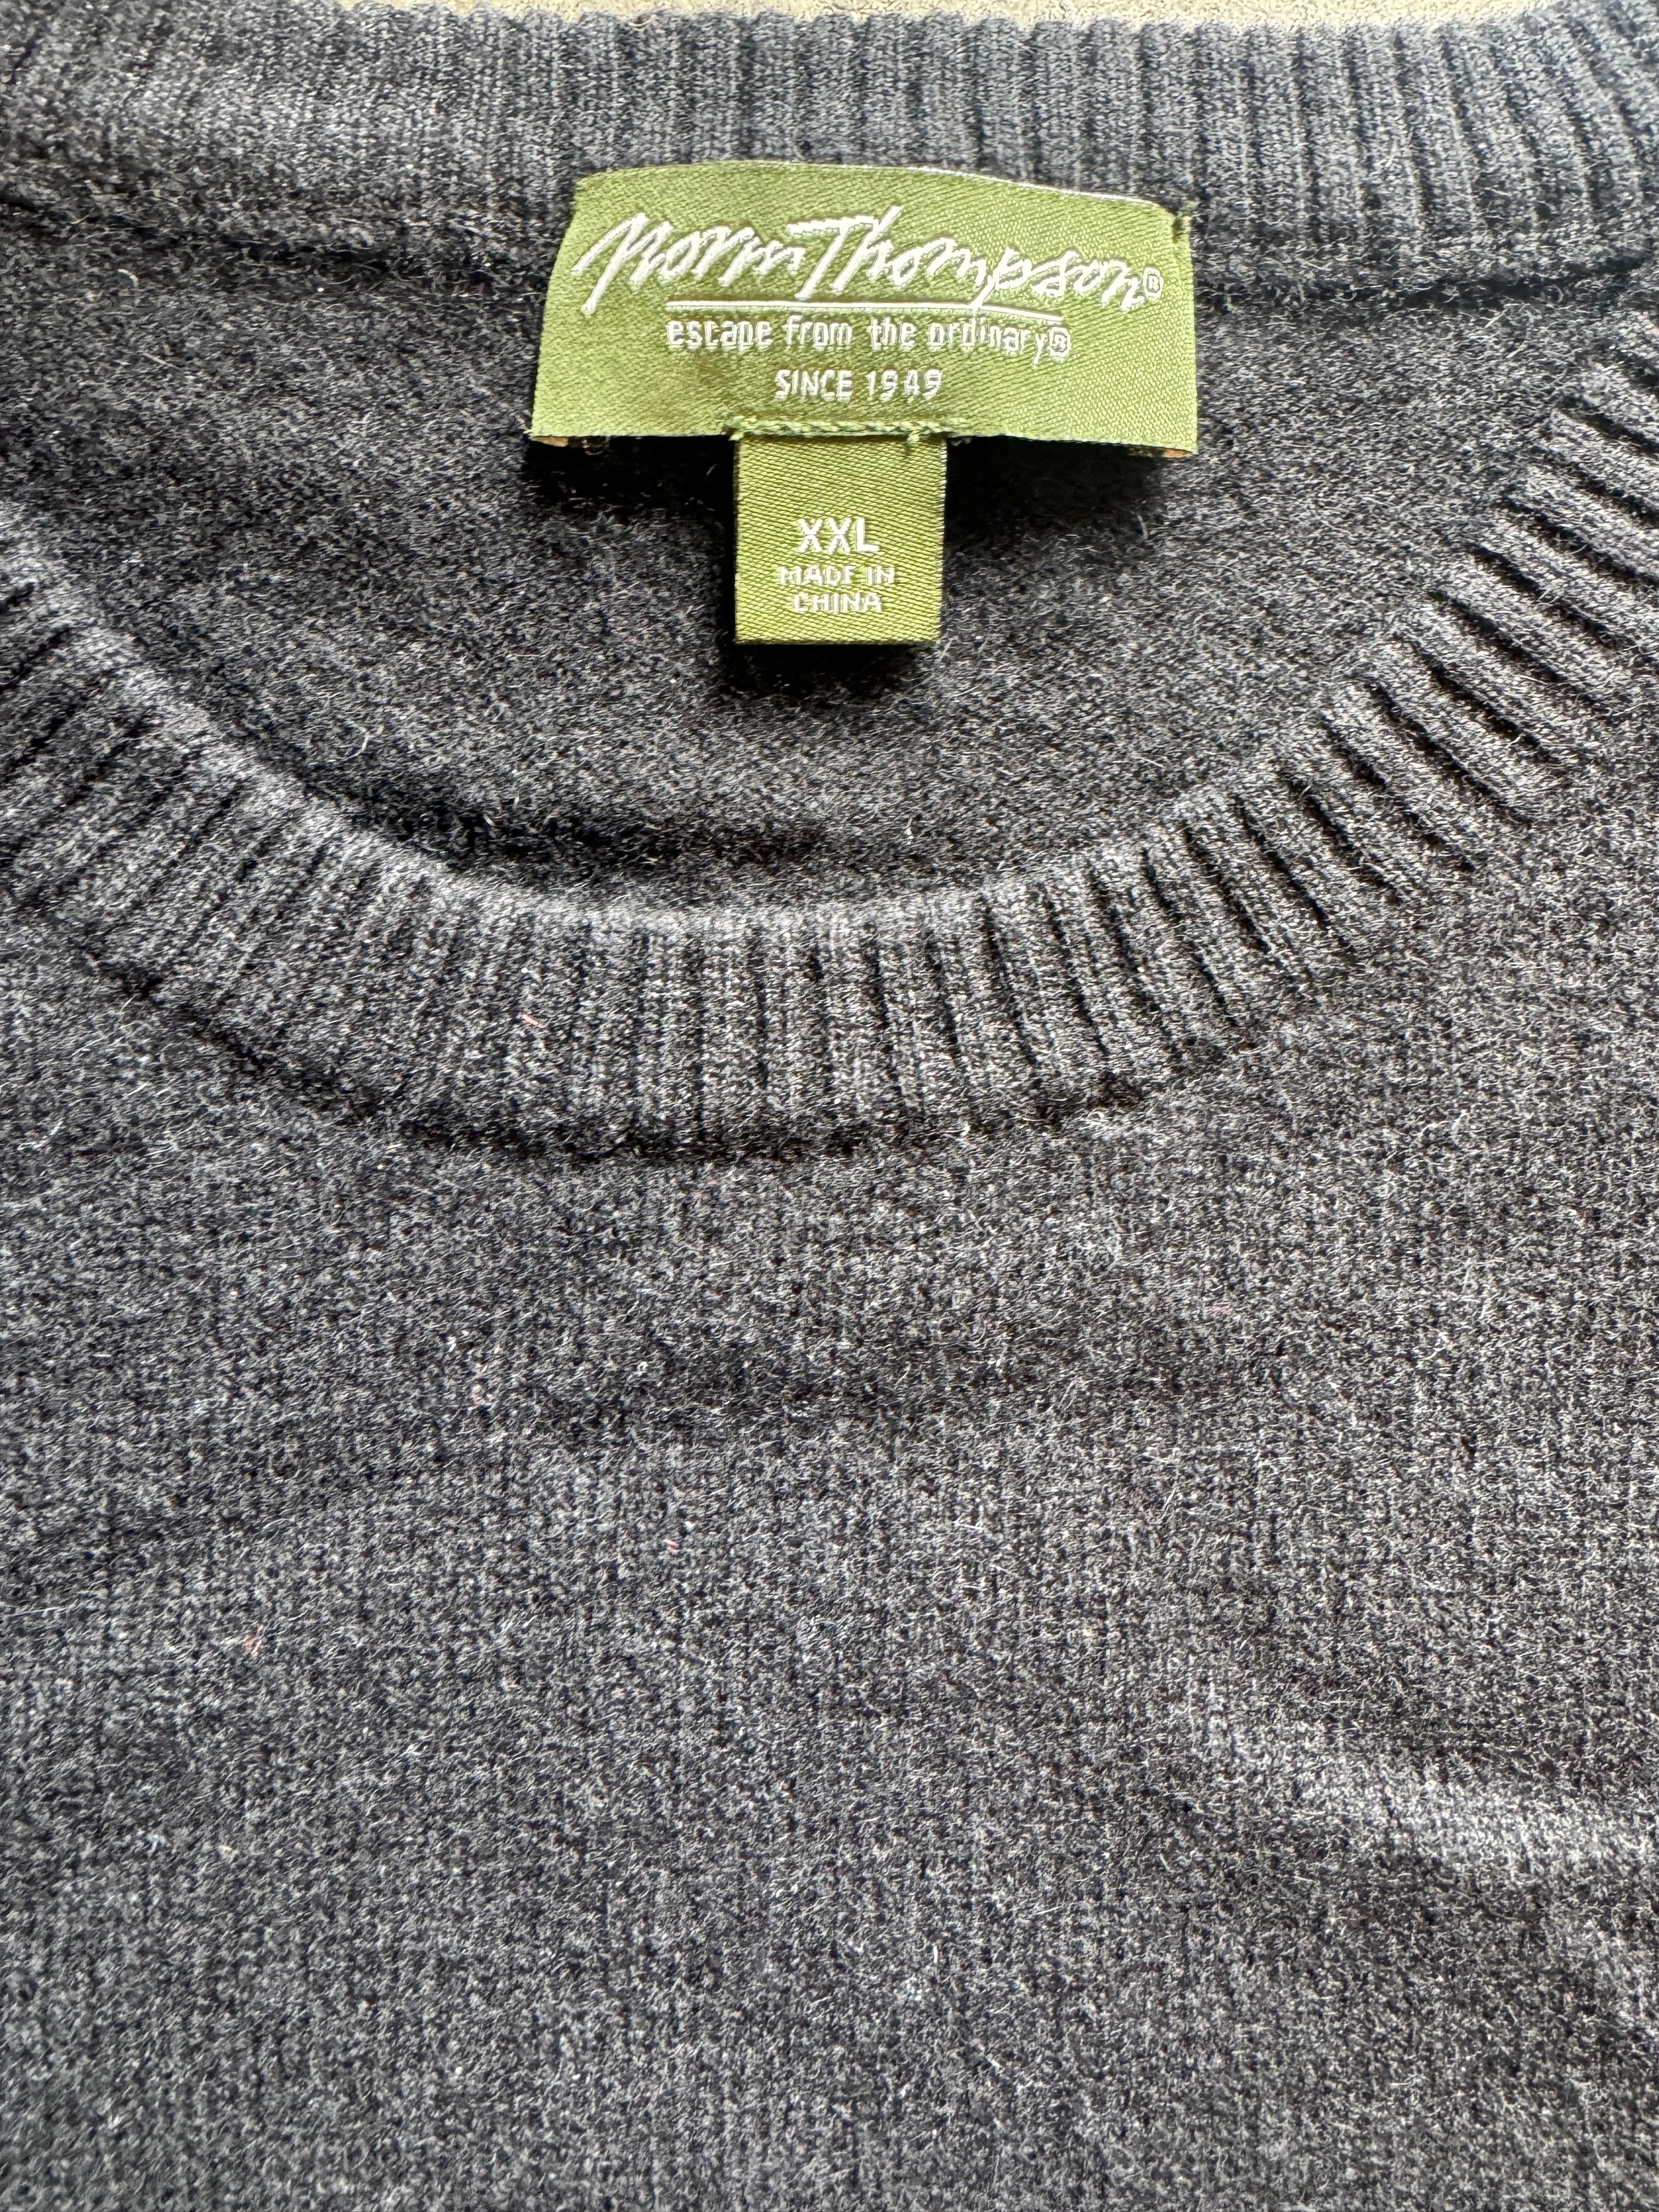 Norm Thompson®
escape from the ordinary®
SINCE 1949
XXL
MADE IN
CHINA